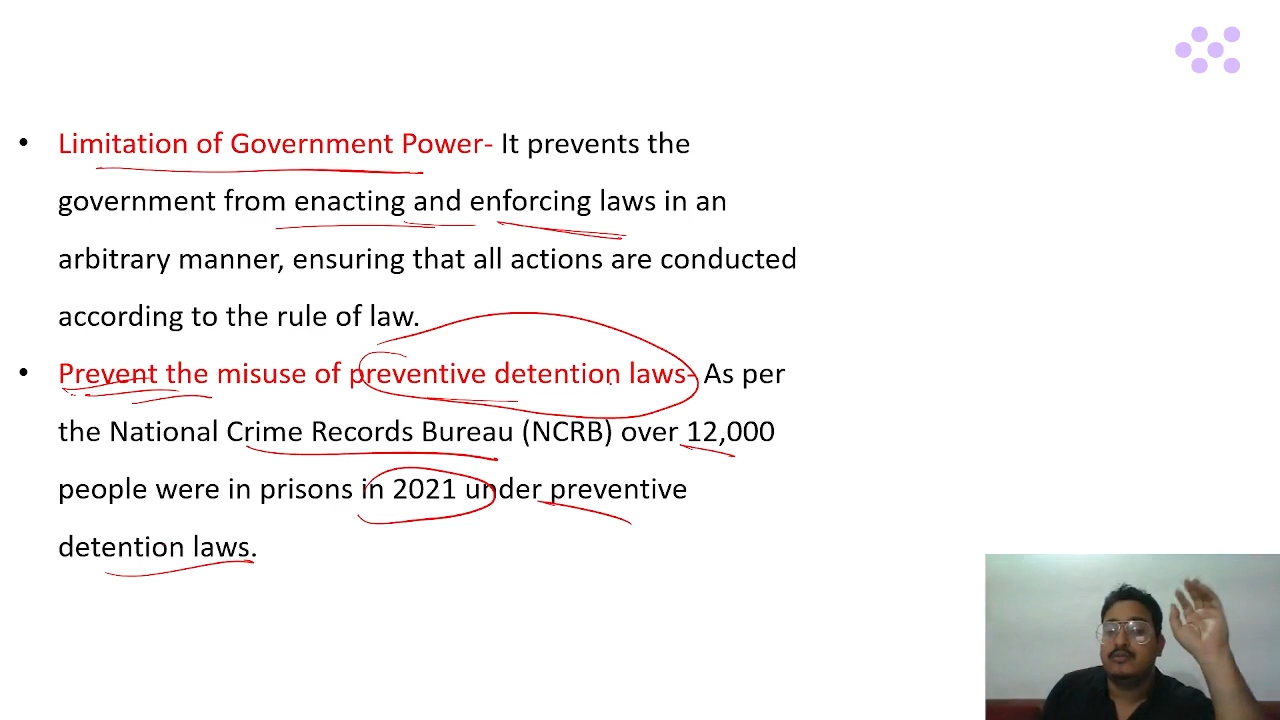 • Limitation of Government Power- It prevents the
government from enacting and enforcing laws in an
arbitrary manner, ensuring that all actions are conducted
according to the rule of law.
• Prevent the misuse of preventive detention laws- As per
the National Crime Records Bureau (NCRB) over 12,000
people were in prisons in 2021 under preventive
detention laws.